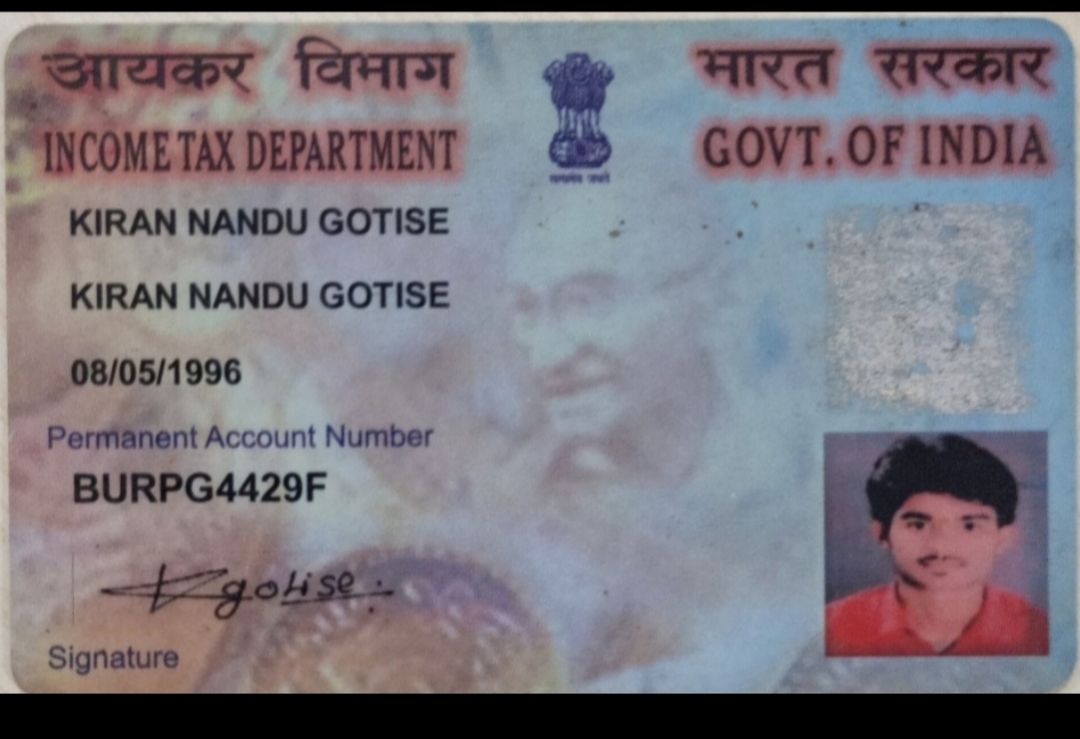 आयकर विभाग
भारत सरकार
INCOME TAX DEPARTMENT
GOVT. OF INDIA
सत्यमेव जयते
KIRAN NANDU GOTISE
KIRAN NANDU GOTISE
08/05/1996
Permanent Account Number
BURPG4429F
Kgotise.
Signature